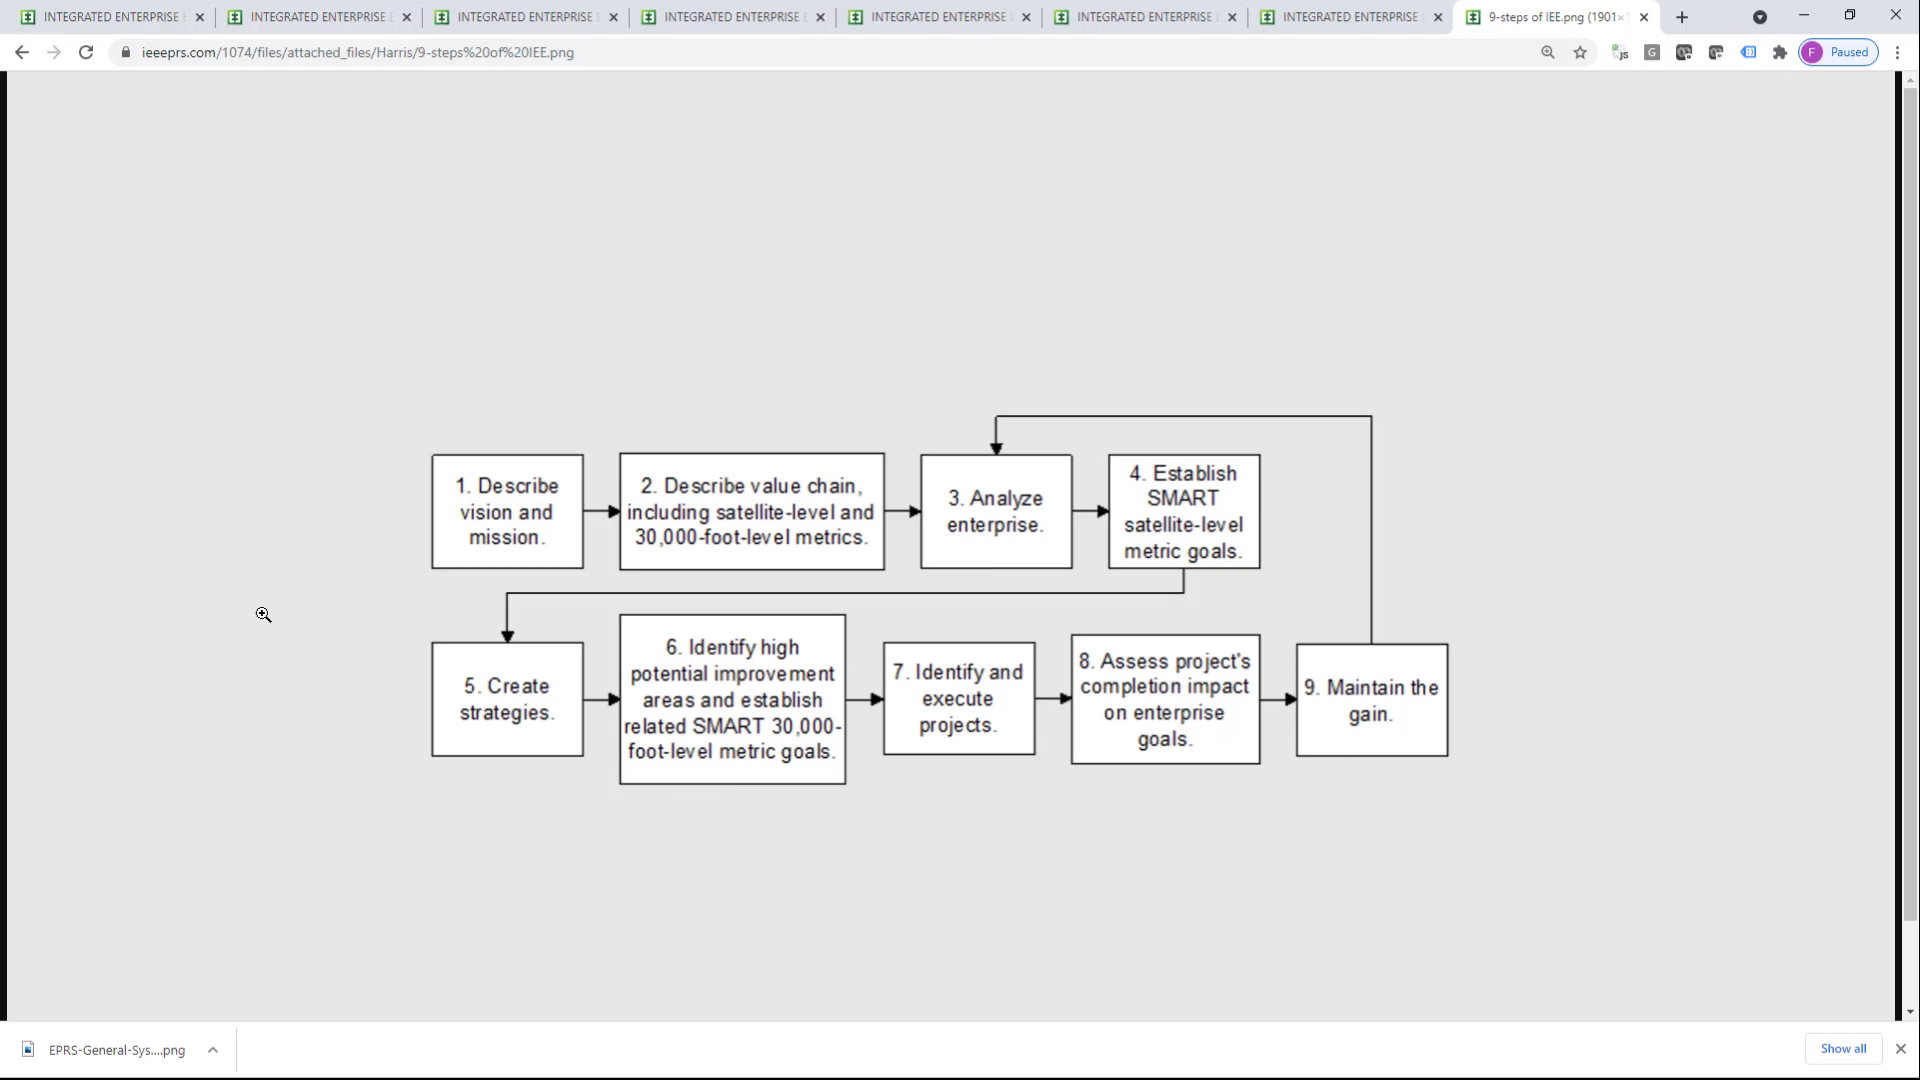 INTEGRATED ENTERPRISE
INTEGRATED ENTERPRISE
INTEGRATED ENTERPRISE
INTEGRATED ENTERPRISE
INTEGRATED ENTERPRISE
INTEGRATED ENTERPRISE
INTEGRATED ENTERPRISE
9-steps of IEE.png (1901×
ieeeprs.com/1074/files/attached_files/Harris/9-steps%20of%20IEE.png
F Paused
1. Describe
vision and
mission.
2. Describe value chain,
including satellite-level and
30,000-foot-level metrics.
3. Analyze
enterprise.
4. Establish
SMART
satellite-level
metric goals.
5. Create
strategies.
6. Identify high
potential improvement
areas and establish
related SMART 30,000-
foot-level metric goals.
7. Identify and
execute
projects.
8. Assess project's
completion impact
on enterprise
goals.
9. Maintain the
gain.
EPRS-General-Sys....png
Show all